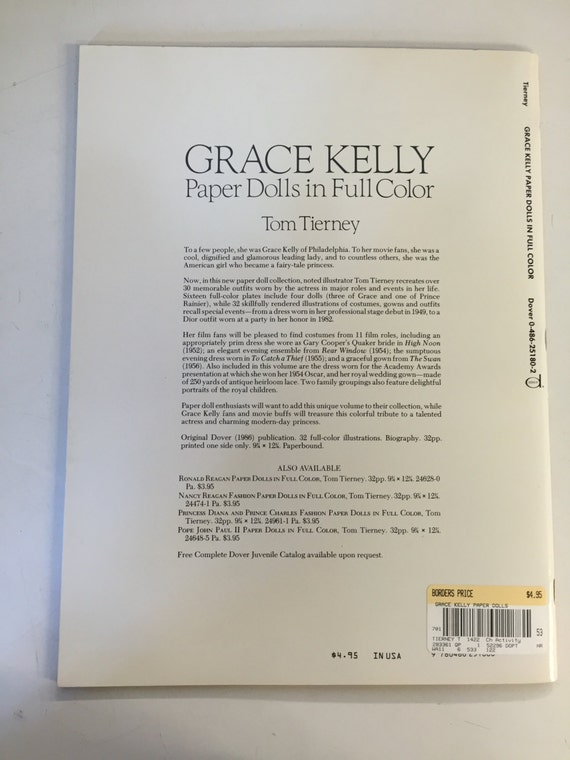 GRACE KELLY
Paper Dolls in Full Color
Tom Tierney
To a few people, she was Grace Kelly of Philadelphia. To her movie fans, she was a
cool, dignified and glamorous leading lady, and to countless others, she was the
American girl who became a fairy-tale princess.
Now, in this new paper doll collection, noted illustrator Tom Tierney recreates over
30 memorable outfits worn by the actress in major roles and events in her life.
Sixteen full-color plates include four dolls (three of Grace and one of Prince
Rainier), while 32 skillfully rendered illustrations of costumes, gowns and outfits
recall special events—from a dress worn in her professional stage debut in 1949, to a
Dior outfit worn at a party in her honor in 1982.
Her film fans will be pleased to find costumes from 11 film roles, including an
appropriately prim dress she wore as Gary Cooper's Quaker bride in High Noon
(1952); an elegant evening ensemble from Rear Window (1954); the sumptuous
evening dress worn in To Catch a Thief (1955); and a graceful gown from The Swan
(1956). Also included in this volume are the dress worn for the Academy Awards
presentation at which she won her 1954 Oscar, and her royal wedding gown—made
of 250 yards of antique heirloom lace. Two family groupings also feature delightful
portraits of the royal children.
Paper doll enthusiasts will want to add this unique volume to their collection, while
Grace Kelly fans and movie buffs will treasure this colorful tribute to a talented
actress and charming modern-day princess.
Original Dover (1986) publication. 32 full-color illustrations. Biography. 32pp.
printed one side only. 9¼ × 12¼. Paperbound.
ALSO AVAILABLE
RONALD REAGAN PAPER DOLLS IN FULL COLOR, Tom Tierney. 32pp. 9¼ × 12¼. 24628-0
Pa. $3.95
NANCY REAGAN FASHION PAPER DOLLS IN FULL COLOR, Tom Tierney. 32pp. 9¼ × 12¼.
24474-1 Pa. $3.95
PRINCESS DIANA AND PRINCE CHARLES FASHION PAPER DOLLS IN FULL COLOR, Tom
Tierney. 32pp. 9¼ × 12¼. 24961-1 Pa. $3.95
POPE JOHN PAUL II PAPER DOLLS IN FULL COLOR, Tom Tierney. 32pp. 9¼ × 12¼.
24648-5 Pa. $3.95
Free Complete Dover Juvenile Catalog available upon request.
Tierney GRACE KELLY PAPER DOLLS IN FULL COLOR Dover 0-486-25180-2
BORDERS PRICE $4.95
GRACE KELLY PAPER DOLLS
701
53
TIERNEY T 1422 Ch Activity
283361 OP 1 52296 DOPT
6 533 122
$4.95 IN USA